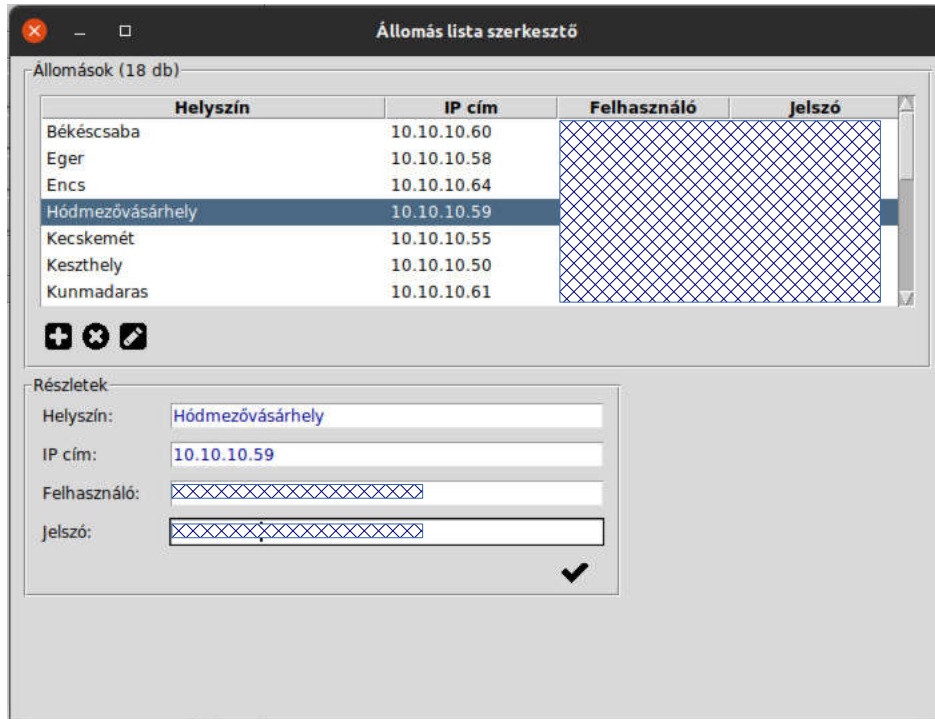 Állomás lista szerkesztő
Állomások (18 db)
Helyszín IP cím Felhasználó Jelszó
Békéscsaba 10.10.10.60
Eger 10.10.10.58
Encs 10.10.10.64
Hódmezővásárhely 10.10.10.59
Kecskemét 10.10.10.55
Keszthely 10.10.10.50
Kunmadaras 10.10.10.61
Részletek
Helyszín: Hódmezővásárhely
IP cím: 10.10.10.59
Felhasználó:
Jelszó: